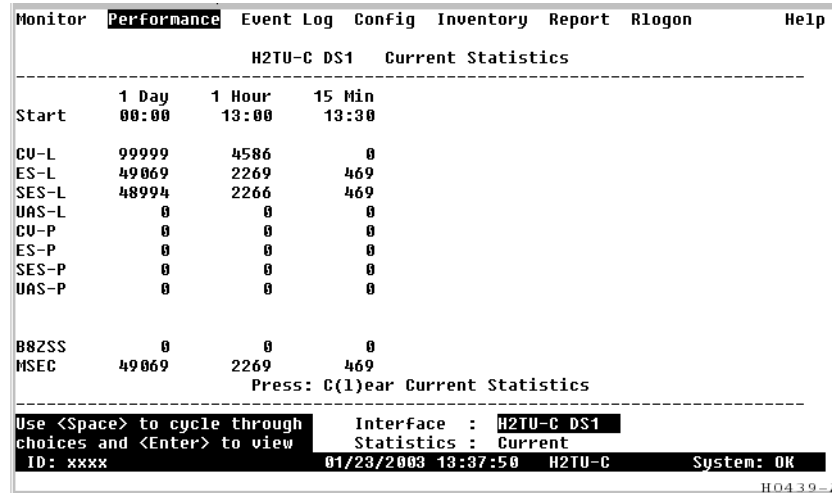 Monitor Performance Event Log Config Inventory Report Rlogon Help
H2TU-C DS1 Current Statistics
1 Day 1 Hour 15 Min
Start 00:00 13:00 13:30
CV-L 99999 4586 0
ES-L 49069 2269 469
SES-L 48994 2266 469
UAS-L 0 0 0
CV-P 0 0 0
ES-P 0 0 0
SES-P 0 0 0
UAS-P 0 0 0
B8ZSS 0 0 0
MSEC 49069 2269 469
Press: C(l)ear Current Statistics
Use <Space> to cycle through Interface : H2TU-C DS1
choices and <Enter> to view Statistics : Current
ID: xxxx 01/23/2003 13:37:50 H2TU-C System: OK